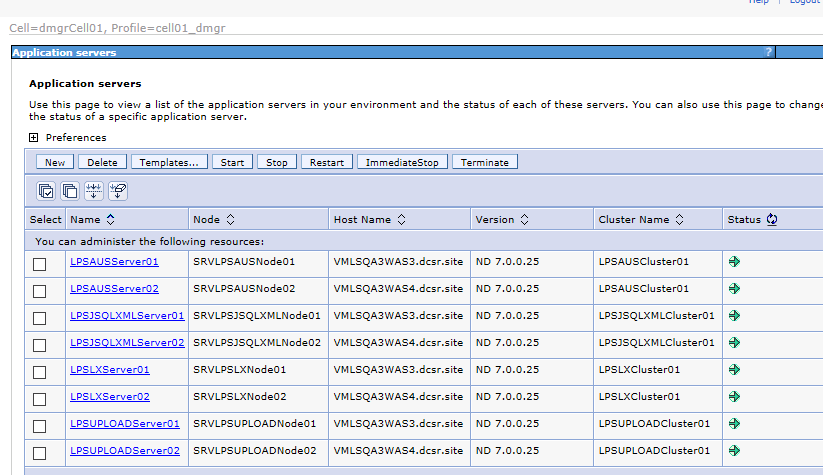 Help | Logout
Cell=dmgrCell01, Profile=cell01_dmgr
Application servers ?
Application servers
Use this page to view a list of the application servers in your environment and the status of each of these servers. You can also use this page to change
the status of a specific application server.
Preferences
New Delete Templates... Start Stop Restart ImmediateStop Terminate
Select Name Node Host Name Version Cluster Name Status
You can administer the following resources:
LPSAUSServer01 SRVLPSAUSNode01 VMLSQA3WAS3.dcsr.site ND 7.0.0.25 LPSAUSCluster01
LPSAUSServer02 SRVLPSAUSNode02 VMLSQA3WAS4.dcsr.site ND 7.0.0.25 LPSAUSCluster01
LPSJSQLXMLServer01 SRVLPSJSQLXMLNode01 VMLSQA3WAS3.dcsr.site ND 7.0.0.25 LPSJSQLXMLCluster01
LPSJSQLXMLServer02 SRVLPSJSQLXMLNode02 VMLSQA3WAS4.dcsr.site ND 7.0.0.25 LPSJSQLXMLCluster01
LPSLXServer01 SRVLPSLXNode01 VMLSQA3WAS3.dcsr.site ND 7.0.0.25 LPSLXCluster01
LPSLXServer02 SRVLPSLXNode02 VMLSQA3WAS4.dcsr.site ND 7.0.0.25 LPSLXCluster01
LPSUPLOADServer01 SRVLPSUPLOADNode01 VMLSQA3WAS3.dcsr.site ND 7.0.0.25 LPSUPLOADCluster01
LPSUPLOADServer02 SRVLPSUPLOADNode02 VMLSQA3WAS4.dcsr.site ND 7.0.0.25 LPSUPLOADCluster01